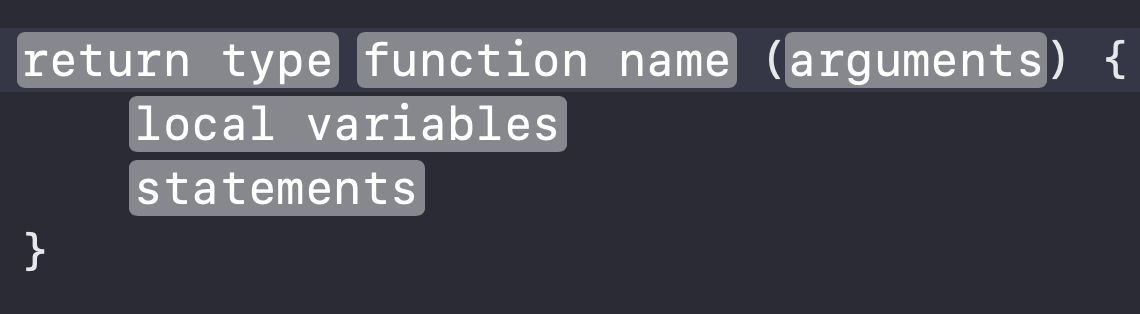 return type function name (arguments) {
local variables
statements
}